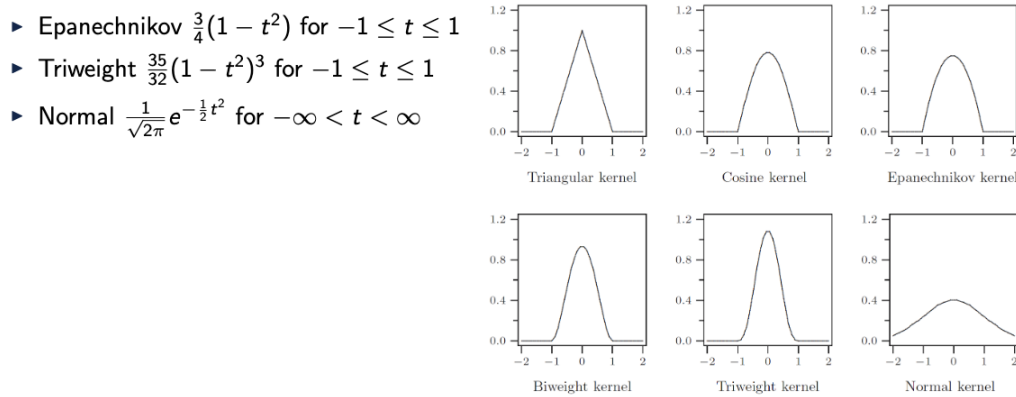 ▶ Epanechnikov 3/4(1 − t²) for −1 ≤ t ≤ 1
▶ Triweight 35/32(1 − t²)³ for −1 ≤ t ≤ 1
▶ Normal 1/√2π e^{−1/2 t²} for −∞ < t < ∞
1.2
0.8
0.4
0.0
−2 −1 0 1 2
Triangular kernel
1.2
0.8
0.4
0.0
−2 −1 0 1 2
Cosine kernel
1.2
0.8
0.4
0.0
−2 −1 0 1 2
Epanechnikov kernel
1.2
0.8
0.4
0.0
−2 −1 0 1 2
Biweight kernel
1.2
0.8
0.4
0.0
−2 −1 0 1 2
Triweight kernel
1.2
0.8
0.4
0.0
−2 −1 0 1 2
Normal kernel